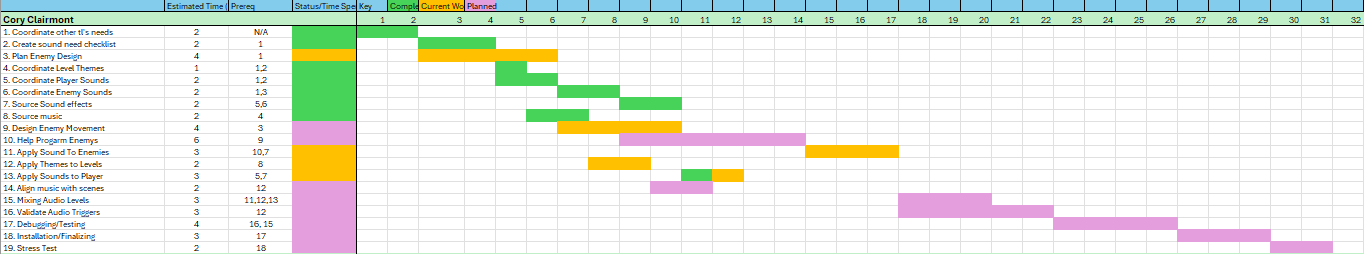 Estimated Time ( Prereq Status/Time Spe Key Comple Current Wo Planned
Cory Clairmont 1 2 3 4 5 6 7 8 9 10 11 12 13 14 15 16 17 18 19 20 21 22 23 24 25 26 27 28 29 30 31 32
1. Coordinate other tl's needs 2 N/A
2. Create sound need checklist 2 1
3. Plan Enemy Design 4 1
4. Coordinate Level Themes 1 1,2
5. Coordinate Player Sounds 2 1,2
6. Coordinate Enemy Sounds 2 1,3
7. Source Sound effects 2 5,6
8. Source music 2 4
9. Design Enemy Movement 4 3
10. Help Progarm Enemys 6 9
11. Apply Sound To Enemies 3 10,7
12. Apply Themes to Levels 2 8
13. Apply Sounds to Player 3 5,7
14. Align music with scenes 2 12
15. Mixing Audio Levels 3 11,12,13
16. Validate Audio Triggers 3 12
17. Debugging/Testing 4 16, 15
18. Installation/Finalizing 3 17
19. Stress Test 2 18